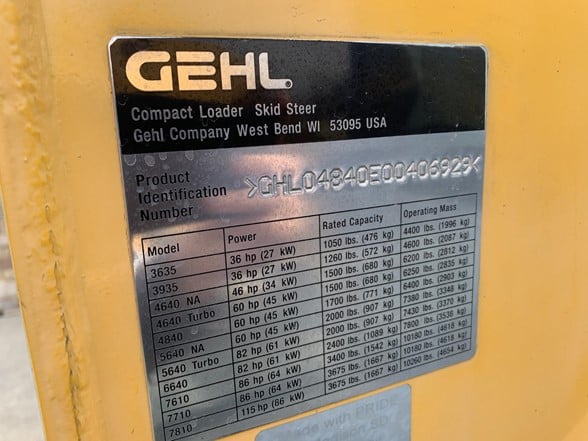 GEHL
Compact Loader Skid Steer
Gehl Company West Bend WI 53095 USA
Product
Identification
Number
>GHL04840E00406929<
Model Power Rated Capacity Operating Mass
3635 36 hp (27 kW) 1050 lbs. (476 kg) 4400 lbs. (1996 kg)
3935 36 hp (27 kW) 1260 lbs. (572 kg) 4600 lbs. (2087 kg)
4640 NA 46 hp (34 kW) 1500 lbs. (680 kg) 6200 lbs. (2812 kg)
4640 Turbo 60 hp (45 kW) 1500 lbs. (680 kg) 6250 lbs. (2835 kg)
4840 60 hp (45 kW) 1700 lbs. (771 kg) 6400 lbs. (2903 kg)
5640 NA 60 hp (45 kW) 2000 lbs. (907 kg) 7380 lbs. (3348 kg)
5640 Turbo 82 hp (61 kW) 2000 lbs. (907 kg) 7430 lbs. (3370 kg)
6640 82 hp (61 kW) 2400 lbs. (1089 kg) 7800 lbs. (3538 kg)
7610 86 hp (64 kW) 3400 lbs. (1542 kg) 10180 lbs. (4618 kg)
7710 86 hp (64 kW) 3675 lbs. (1667 kg) 10180 lbs. (4618 kg)
7810 115 hp (86 kW) 3675 lbs. (1667 kg) 10260 lbs. (4654 kg)
Made with PRIDE
SD